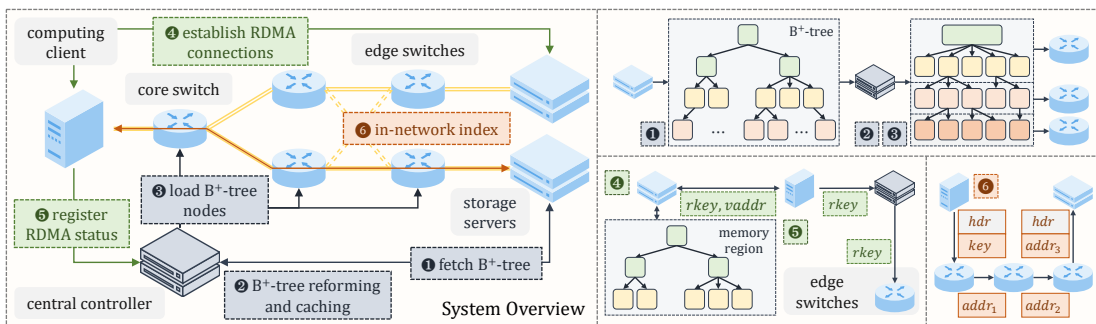 computing
client
❹ establish RDMA
connections
edge switches
core switch
❻ in-network index
❸ load B⁺-tree
nodes
❺ register
RDMA status
storage
servers
❶ fetch B⁺-tree
❷ B⁺-tree reforming
and caching
central controller
System Overview
B⁺-tree
❶
...
...
❷ ❸
❹
rkey, vaddr
❺
rkey
memory
region
rkey
edge
switches
❻
hdr
key
hdr
addr₃
addr₁
addr₂